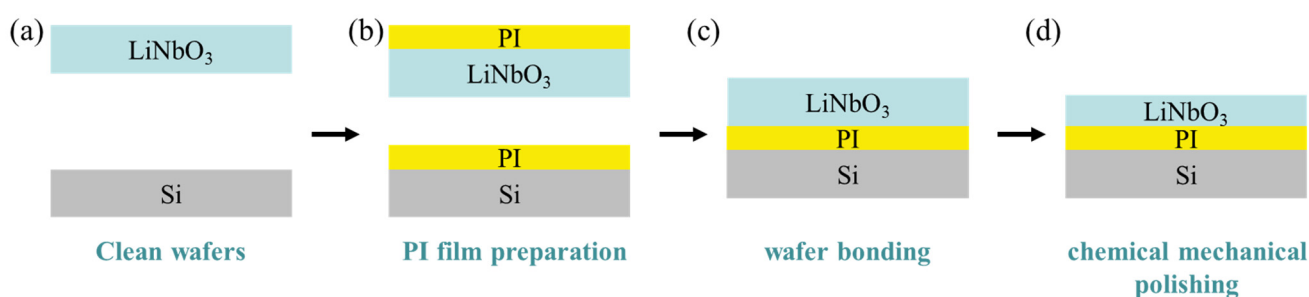 (a)
LiNbO₃
Si
Clean wafers
(b)
PI
LiNbO₃
PI
Si
PI film preparation
(c)
LiNbO₃
PI
Si
wafer bonding
(d)
LiNbO₃
PI
Si
chemical mechanical
polishing